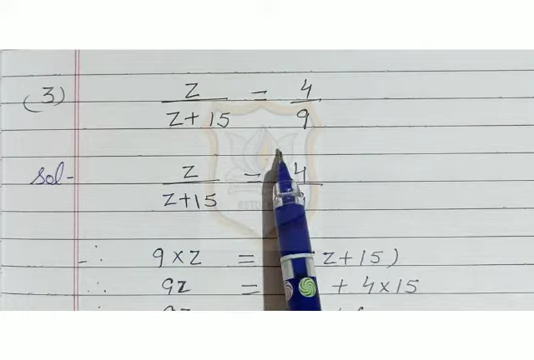 (3) z/z+15 = 4/9
Sol- z/z+15 = 4
∴ 9×z = z+15)
∴ 9z = + 4×15